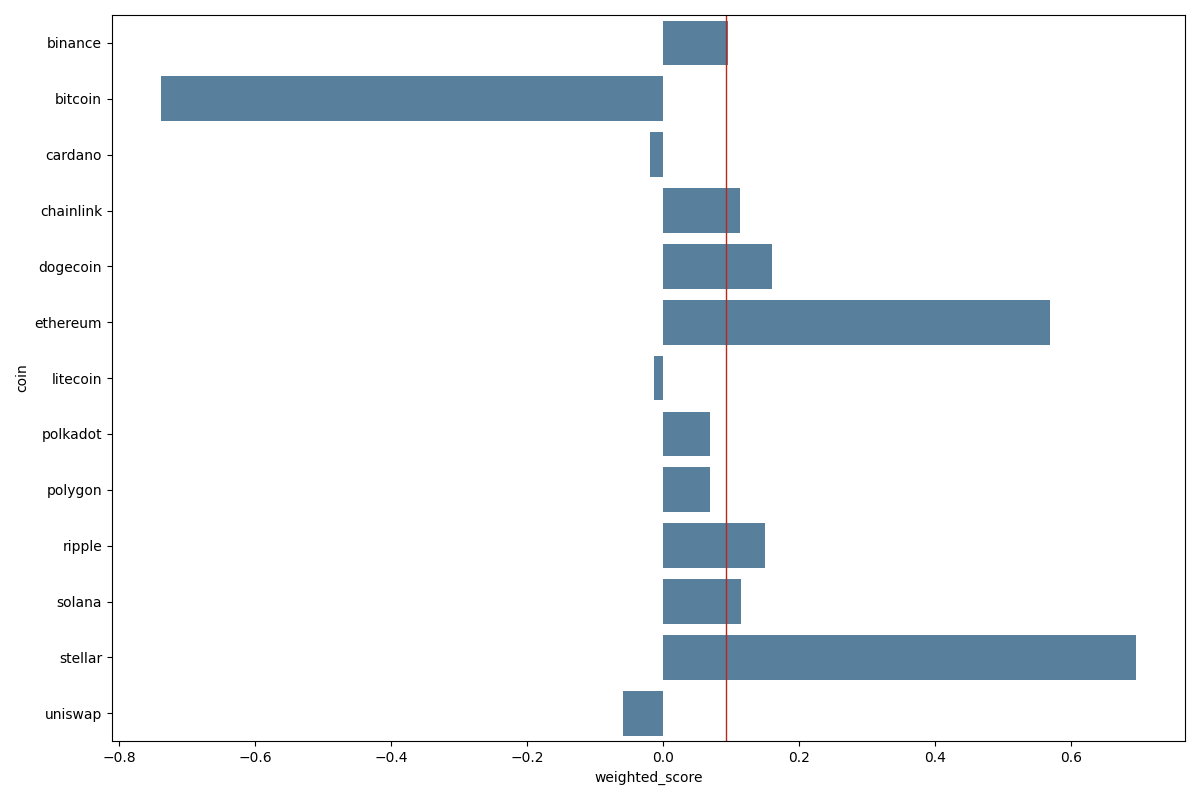 binance
bitcoin
cardano
chainlink
dogecoin
ethereum
litecoin
polkadot
polygon
ripple
solana
stellar
uniswap
coin
−0.8 −0.6 −0.4 −0.2 0.0 0.2 0.4 0.6
weighted_score